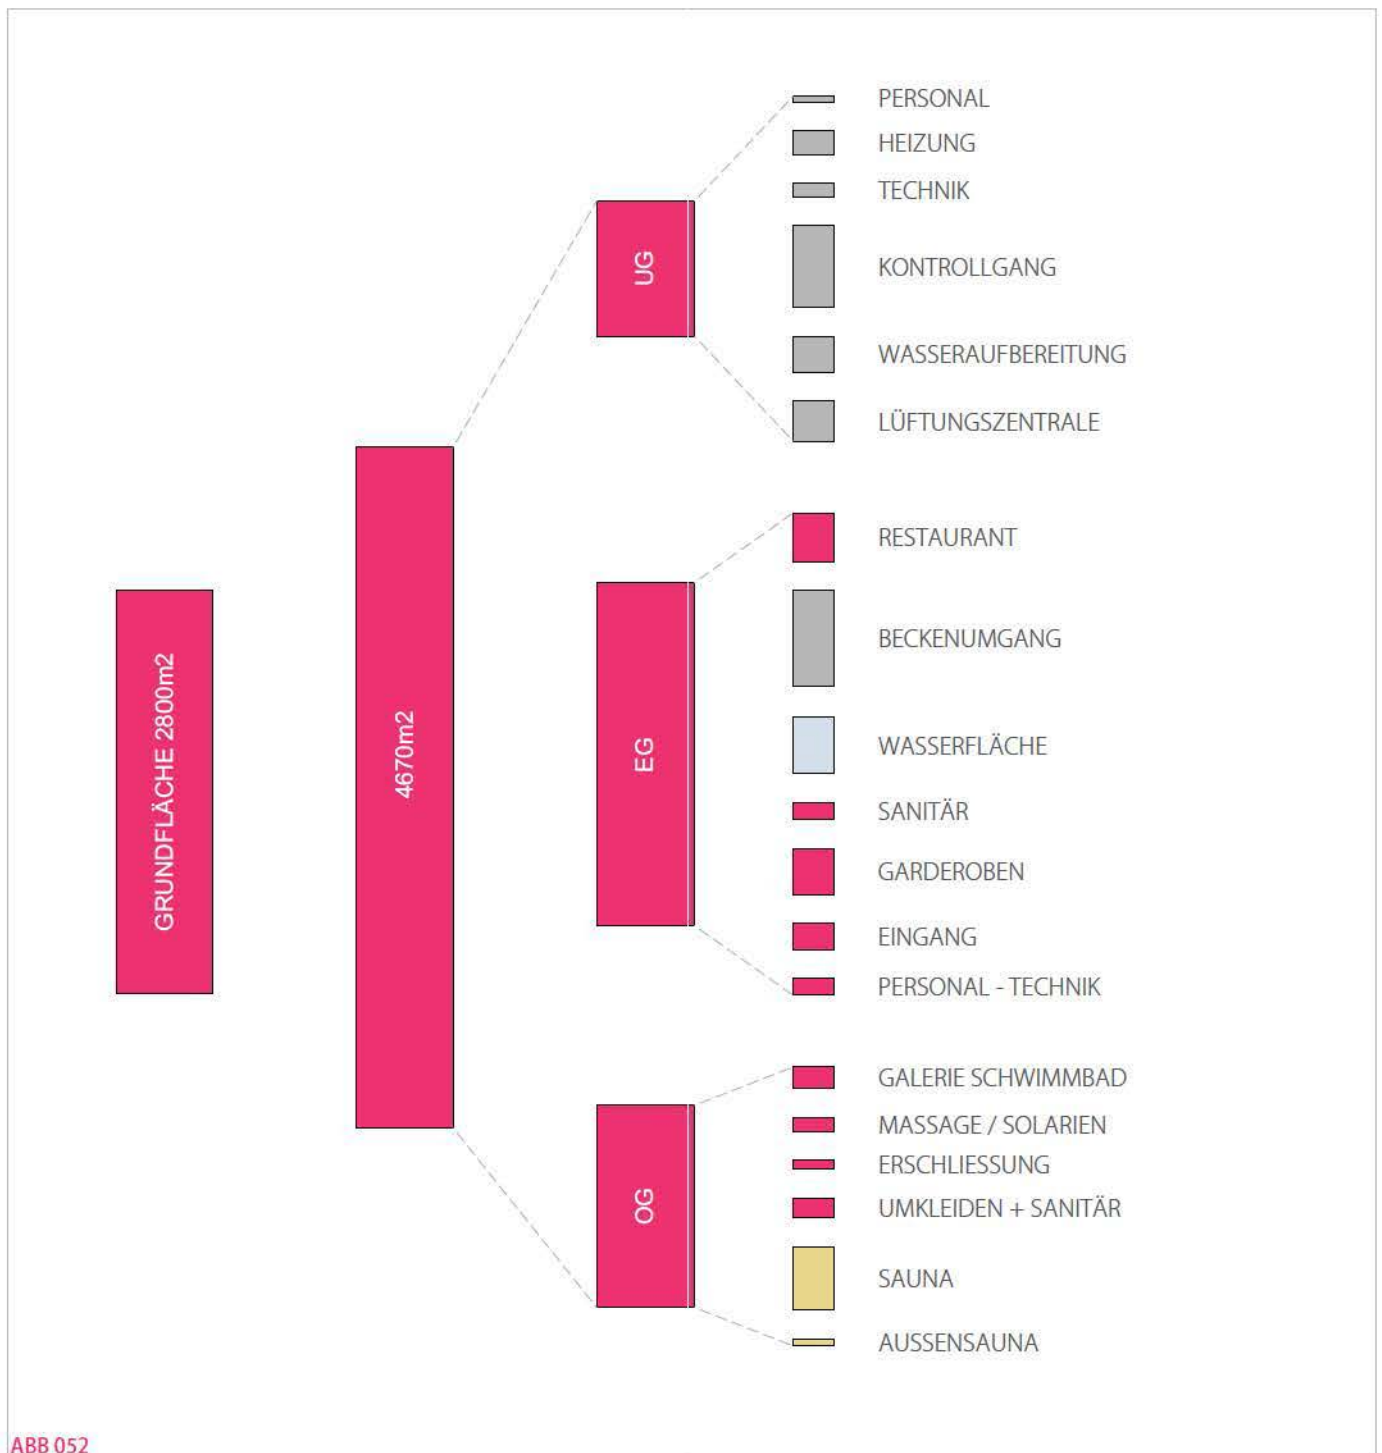 GRUNDFLÄCHE 2800m2
4670m2
UG
PERSONAL
HEIZUNG
TECHNIK
KONTROLLGANG
WASSERAUFBEREITUNG
LÜFTUNGSZENTRALE
EG
RESTAURANT
BECKENUMGANG
WASSERFLÄCHE
SANITÄR
GARDEROBEN
EINGANG
PERSONAL - TECHNIK
OG
GALERIE SCHWIMMBAD
MASSAGE / SOLARIEN
ERSCHLIESSUNG
UMKLEIDEN + SANITÄR
SAUNA
AUSSENSAUNA
ABB 052